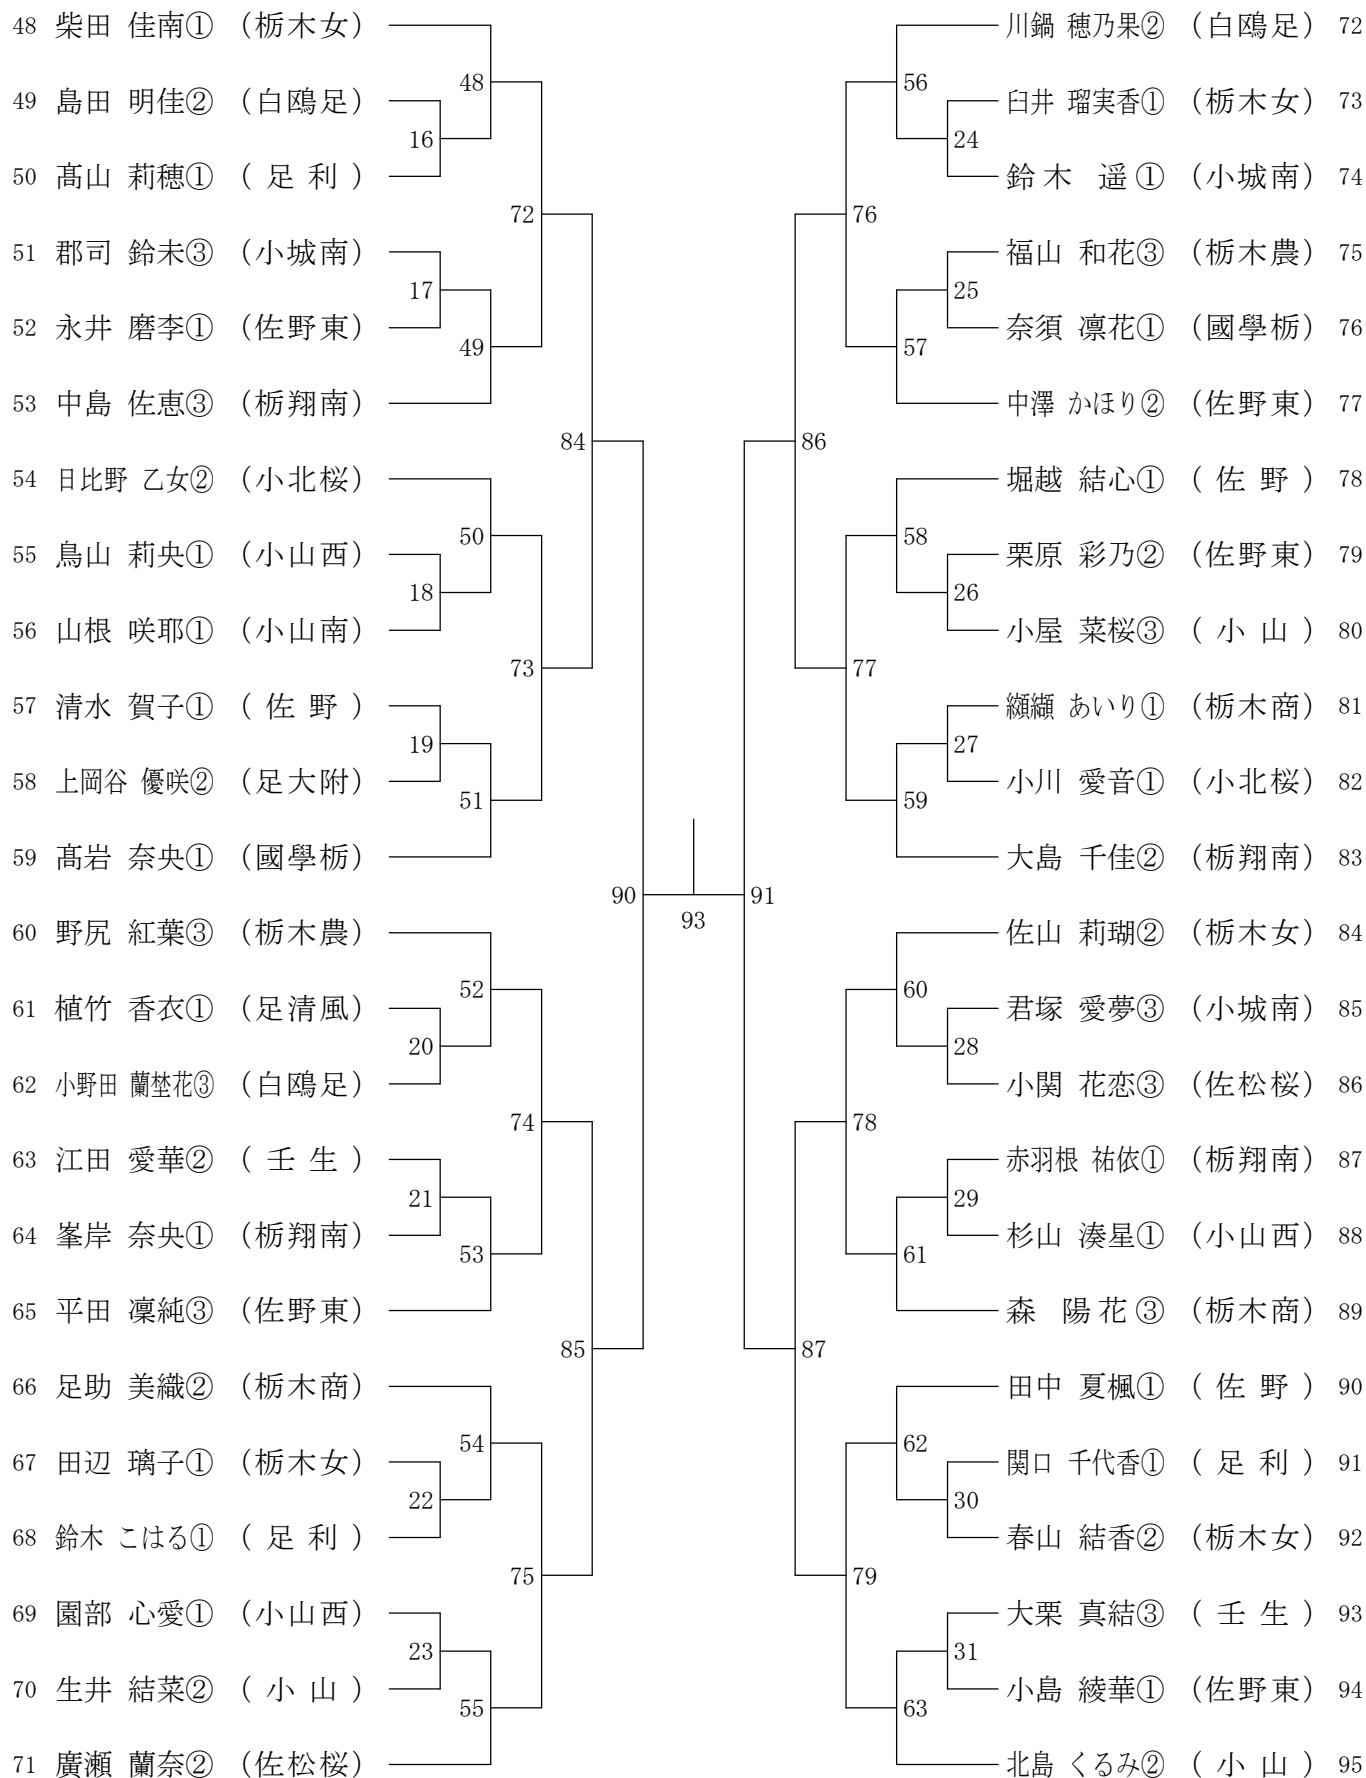 48 柴田 佳南① （栃木女）
49 島田 明佳② （白鴎足）
50 髙山 莉穂① （ 足 利 ）
51 郡司 鈴未③ （小城南）
52 永井 磨李① （佐野東）
53 中島 佐恵③ （栃翔南）
54 日比野 乙女② （小北桜）
55 鳥山 莉央① （小山西）
56 山根 咲耶① （小山南）
57 清水 賀子① （ 佐 野 ）
58 上岡谷 優咲② （足大附）
59 髙岩 奈央① （國學栃）
60 野尻 紅葉③ （栃木農）
61 植竹 香衣① （足清風）
62 小野田 蘭埜花③ （白鴎足）
63 江田 愛華② （ 壬 生 ）
64 峯岸 奈央① （栃翔南）
65 平田 凜純③ （佐野東）
66 足助 美織② （栃木商）
67 田辺 璃子① （栃木女）
68 鈴木 こはる① （ 足 利 ）
69 園部 心愛① （小山西）
70 生井 結菜② （ 小 山 ）
71 廣瀬 蘭奈② （佐松桜）
16
17
18
19
20
21
22
23
48
49
50
51
52
53
54
55
72
73
74
75
84
85
90
93
91
86
87
76
77
78
79
56
57
58
59
60
61
62
63
24
25
26
27
28
29
30
31
川鍋 穂乃果② （白鴎足） 72
臼井 瑠実香① （栃木女） 73
鈴木 遥① （小城南） 74
福山 和花③ （栃木農） 75
奈須 凛花① （國學栃） 76
中澤 かほり② （佐野東） 77
堀越 結心① （ 佐 野 ） 78
栗原 彩乃② （佐野東） 79
小屋 菜桜③ （ 小 山 ） 80
纐纈 あいり① （栃木商） 81
小川 愛音① （小北桜） 82
大島 千佳② （栃翔南） 83
佐山 莉瑚② （栃木女） 84
君塚 愛夢③ （小城南） 85
小関 花恋③ （佐松桜） 86
赤羽根 祐依① （栃翔南） 87
杉山 湊星① （小山西） 88
森 陽花③ （栃木商） 89
田中 夏楓① （ 佐 野 ） 90
関口 千代香① （ 足 利 ） 91
春山 結香② （栃木女） 92
大栗 真結③ （ 壬 生 ） 93
小島 綾華① （佐野東） 94
北島 くるみ② （ 小 山 ） 95